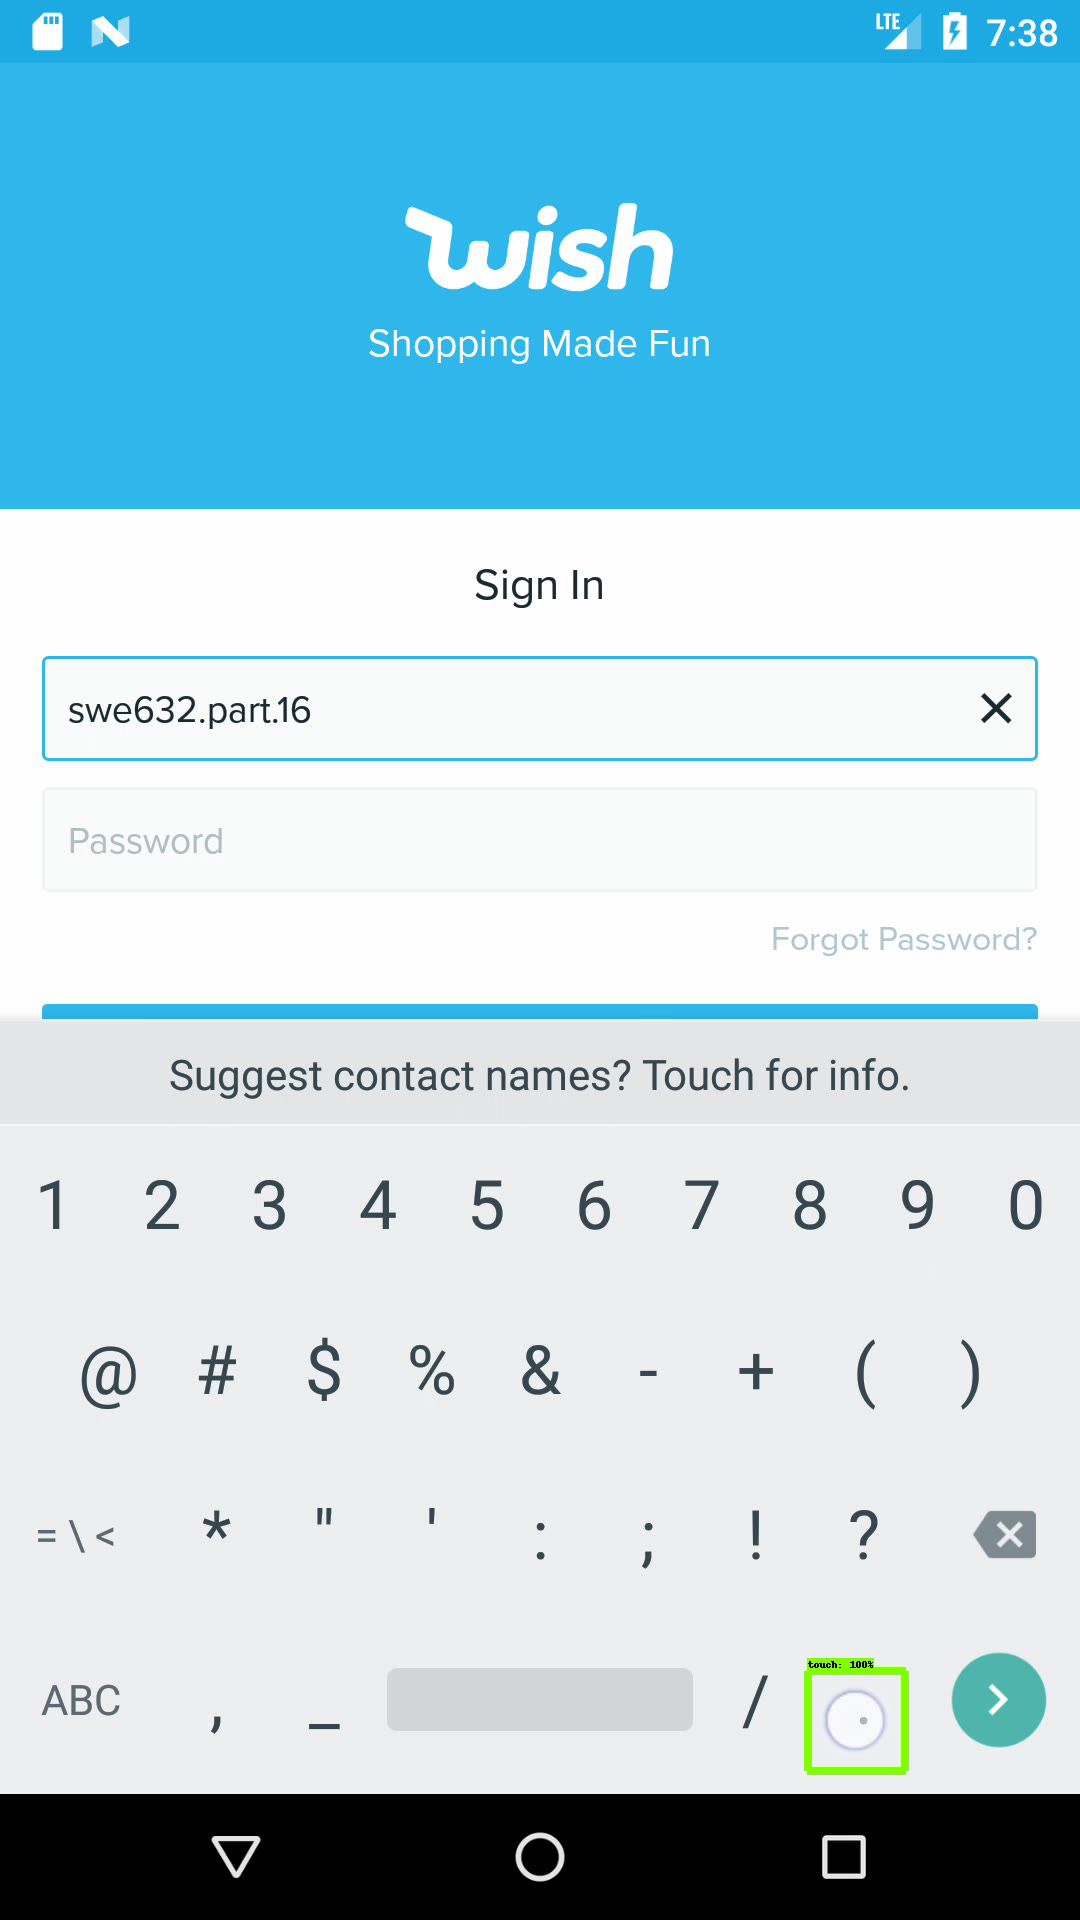 LTE 7:38
wish
Shopping Made Fun
Sign In
swe632.part.16
Password
Forgot Password?
Suggest contact names? Touch for info.
1 2 3 4 5 6 7 8 9 0
@ # $ % & - + ( )
= \ < * " ' : ; ! ?
touch: 100%
ABC , _ / .